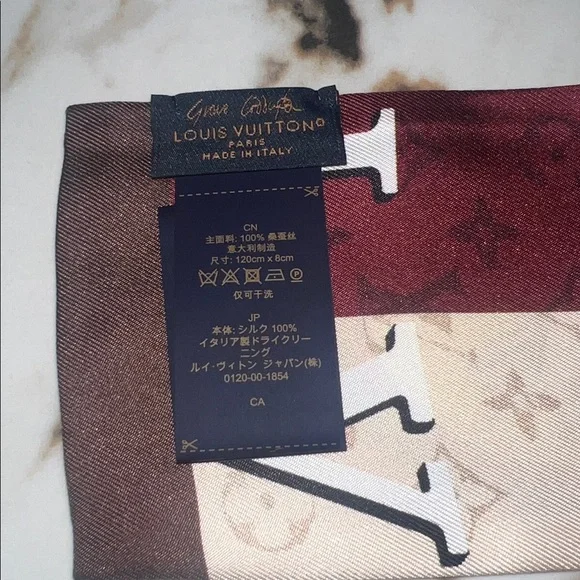 Grace Coddington
LOUIS VUITTON
PARIS
MADE IN ITALY
CN
主面料: 100% 桑蚕丝
意大利制造
尺寸: 120cm x 6cm
P
仅可干洗
JP
本体: シルク 100%
イタリア製ドライクリー
ニング
ルイ·ヴィトン ジャパン(株)
0120-00-1854
CA
V